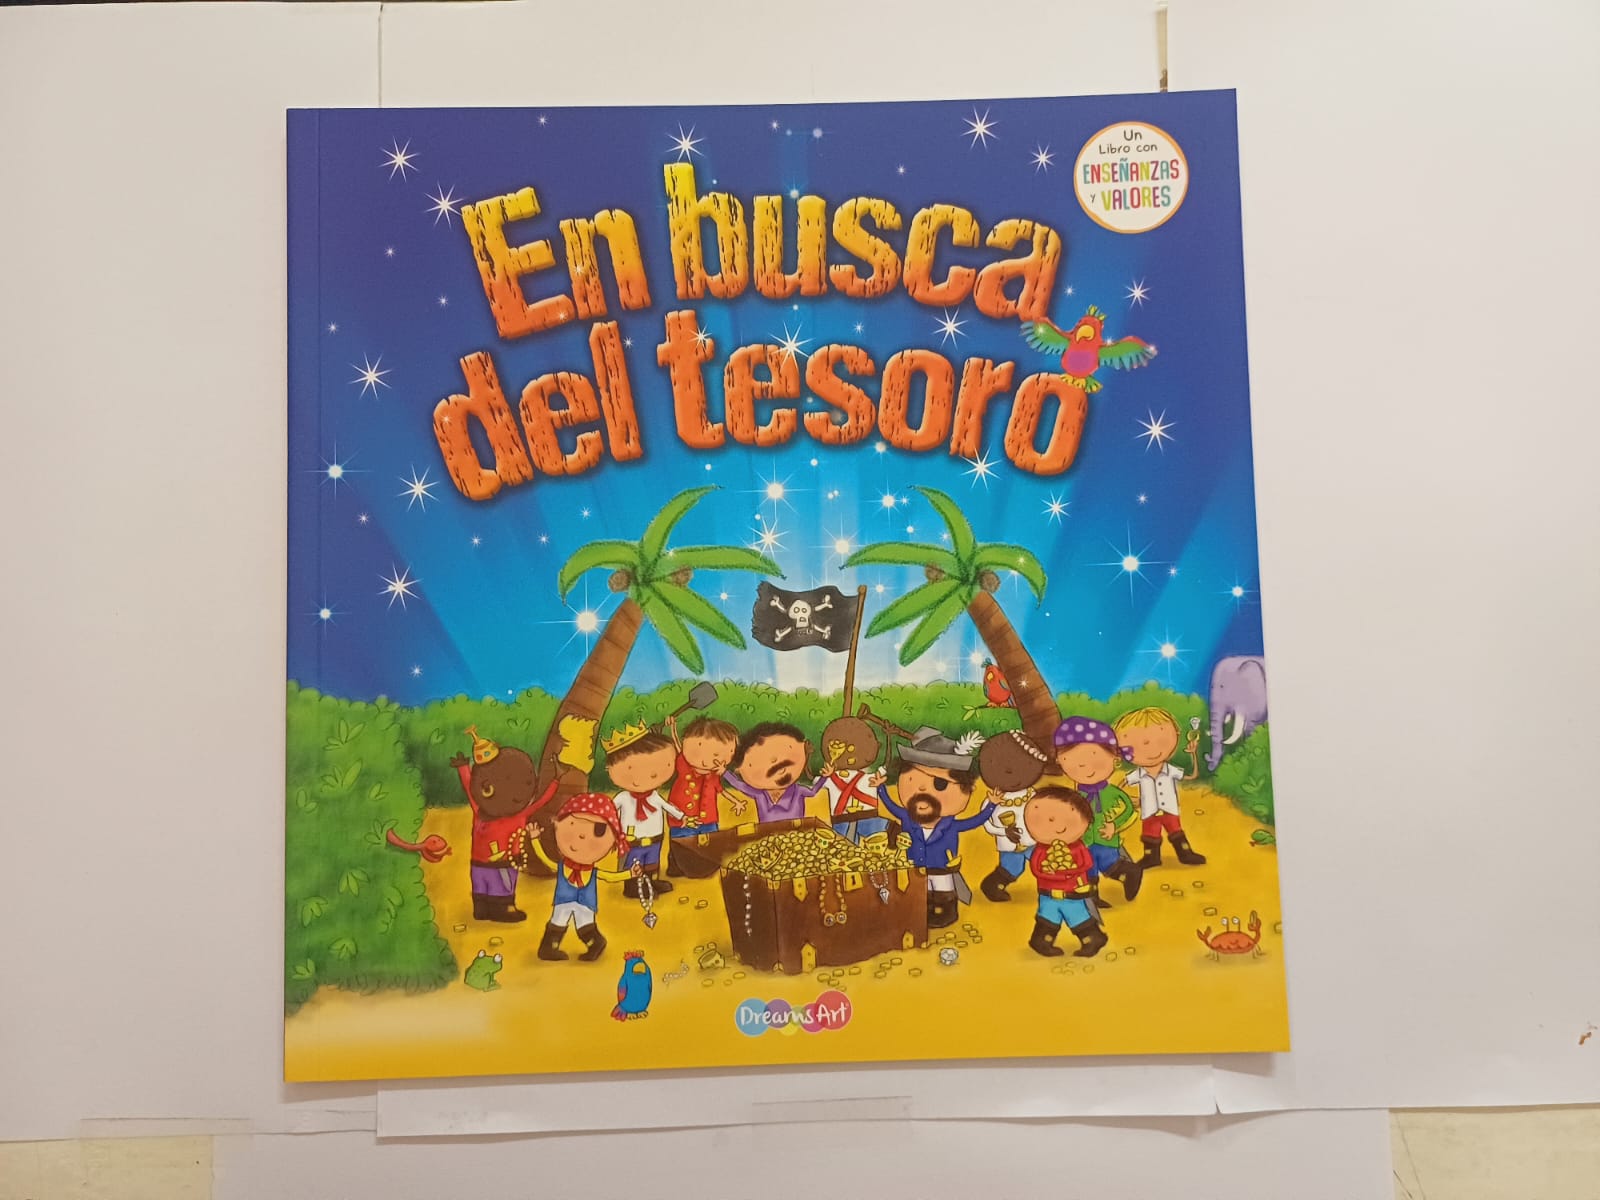 Un
Libro con
ENSEÑANZAS
y VALORES
En busca
del tesoro
DreamsArt